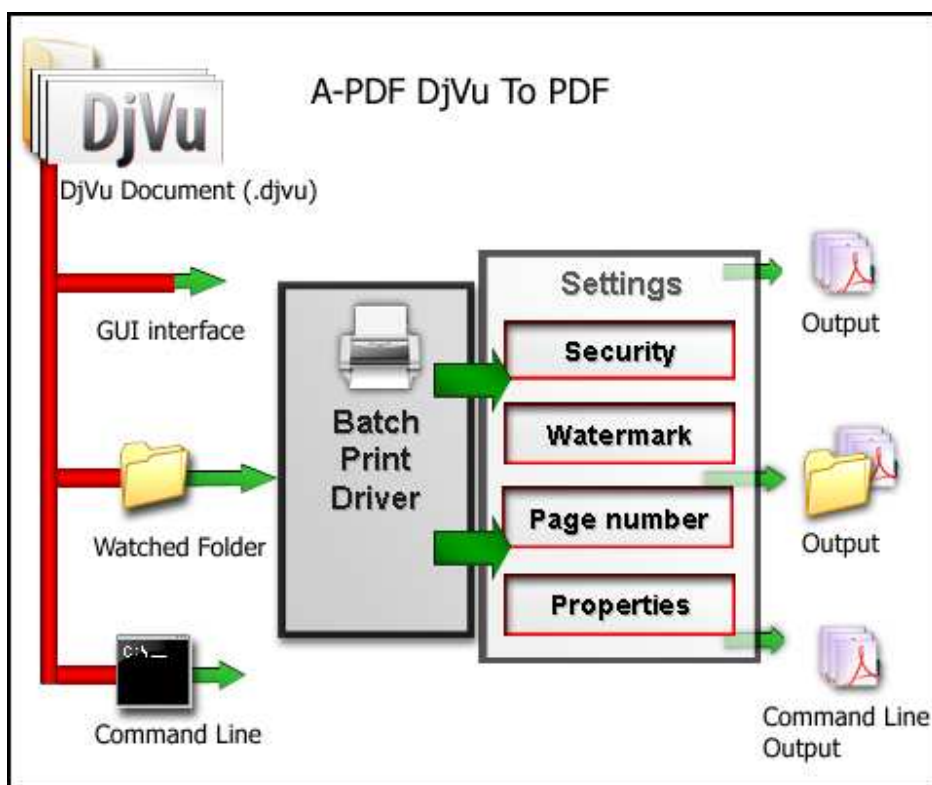 A-PDF DjVu To PDF
DjVu
DjVu Document (.djvu)
GUI interface
Watched Folder
C:\__
Command Line
Batch
Print
Driver
Settings
Security
Watermark
Page number
Properties
Output
Output
Command Line
Output